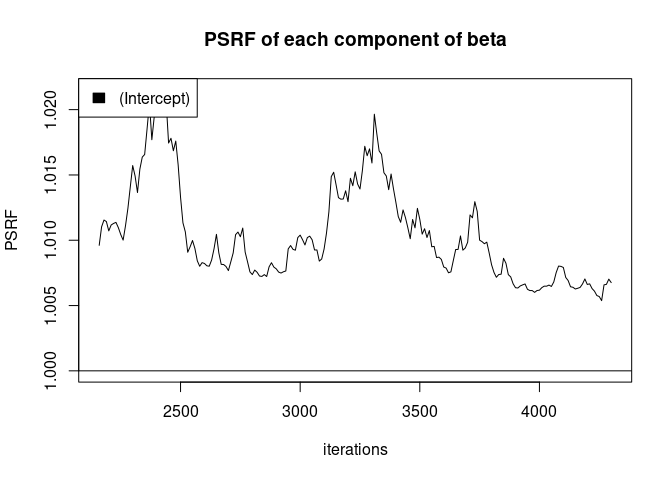 PSRF of each component of beta
(Intercept)
PSRF
1.020
1.015
1.010
1.005
1.000
2500
3000
3500
4000
iterations